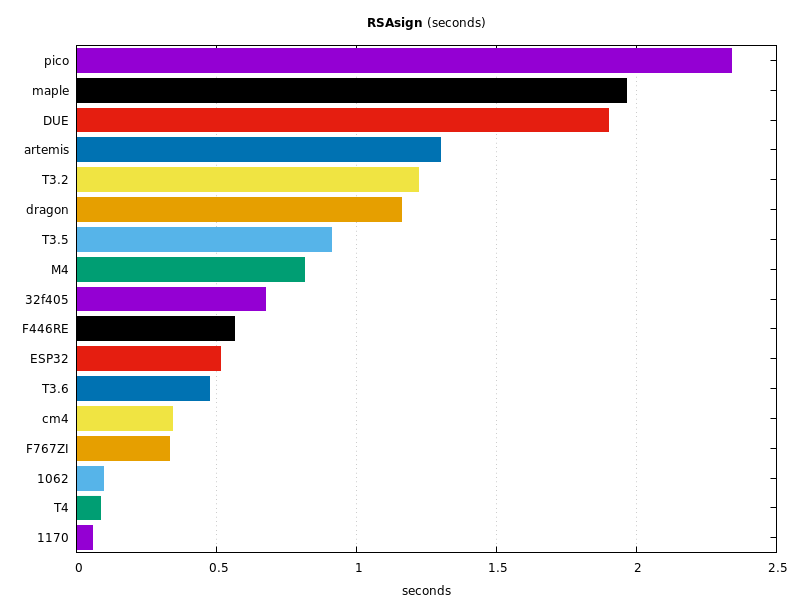 RSAsign (seconds)
pico
maple
DUE
artemis
T3.2
dragon
T3.5
M4
32f405
F446RE
ESP32
T3.6
cm4
F767ZI
1062
T4
1170
0 0.5 1 1.5 2 2.5
seconds